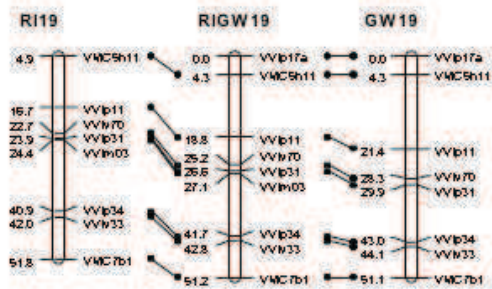 RI19 RIGW19 GW19
4.9 VMC5h11 0.0 VVIp17a 0.0 VVIp17a
4.3 VMC5h11 4.3 VMC5h11
16.7 VVIp11 18.8 VVIp11 21.4 VVIp11
22.7 VVIv70 25.2 VVIv70 28.3 VVIv70
23.9 VVIp31 26.6 VVIp31 29.9 VVIp31
24.4 VVIm03 27.1 VVIm03
40.9 VVIp34 41.7 VVIp34 43.0 VVIp34
42.0 VVIv33 42.8 VVIv33 44.1 VVIv33
51.8 VMC7b1 51.2 VMC7b1 51.1 VMC7b1